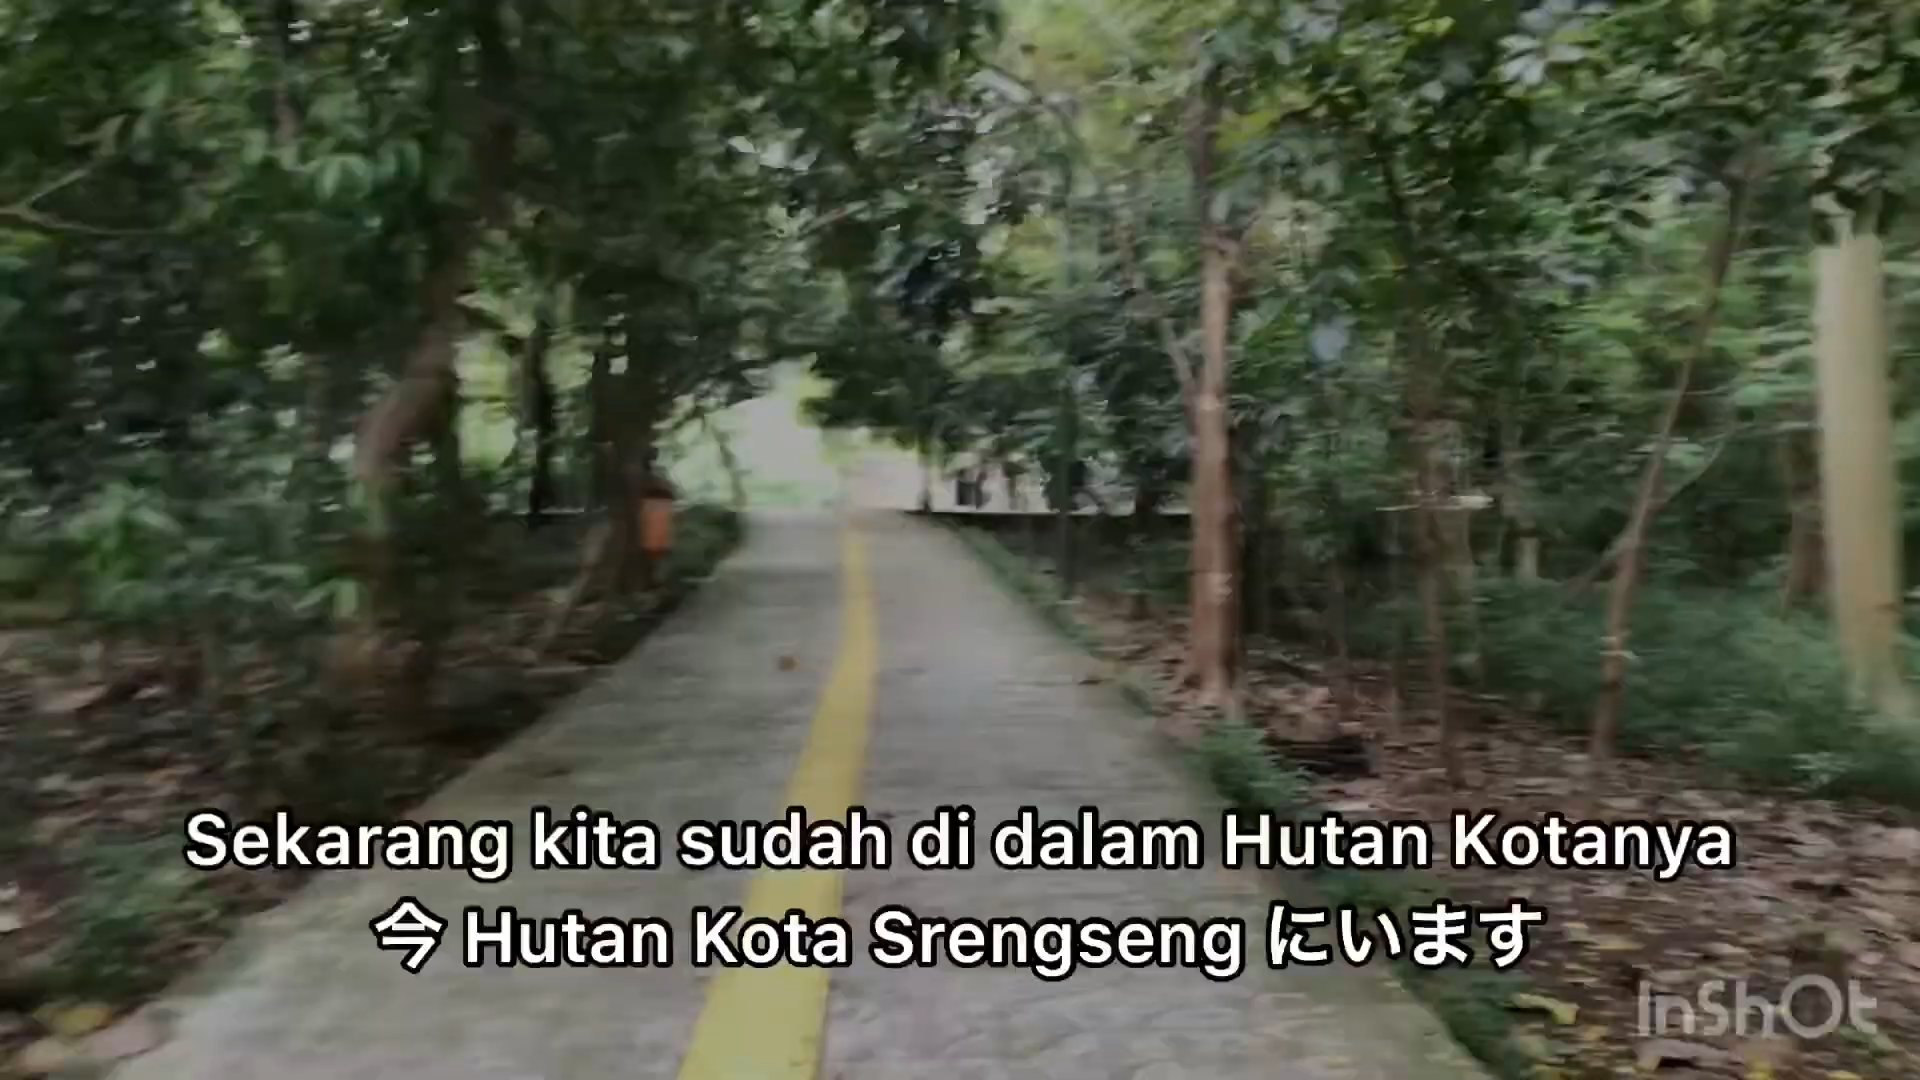 Sekarang kita sudah di dalam Hutan Kotanya
今 Hutan Kota Srengseng にいます
InShOt